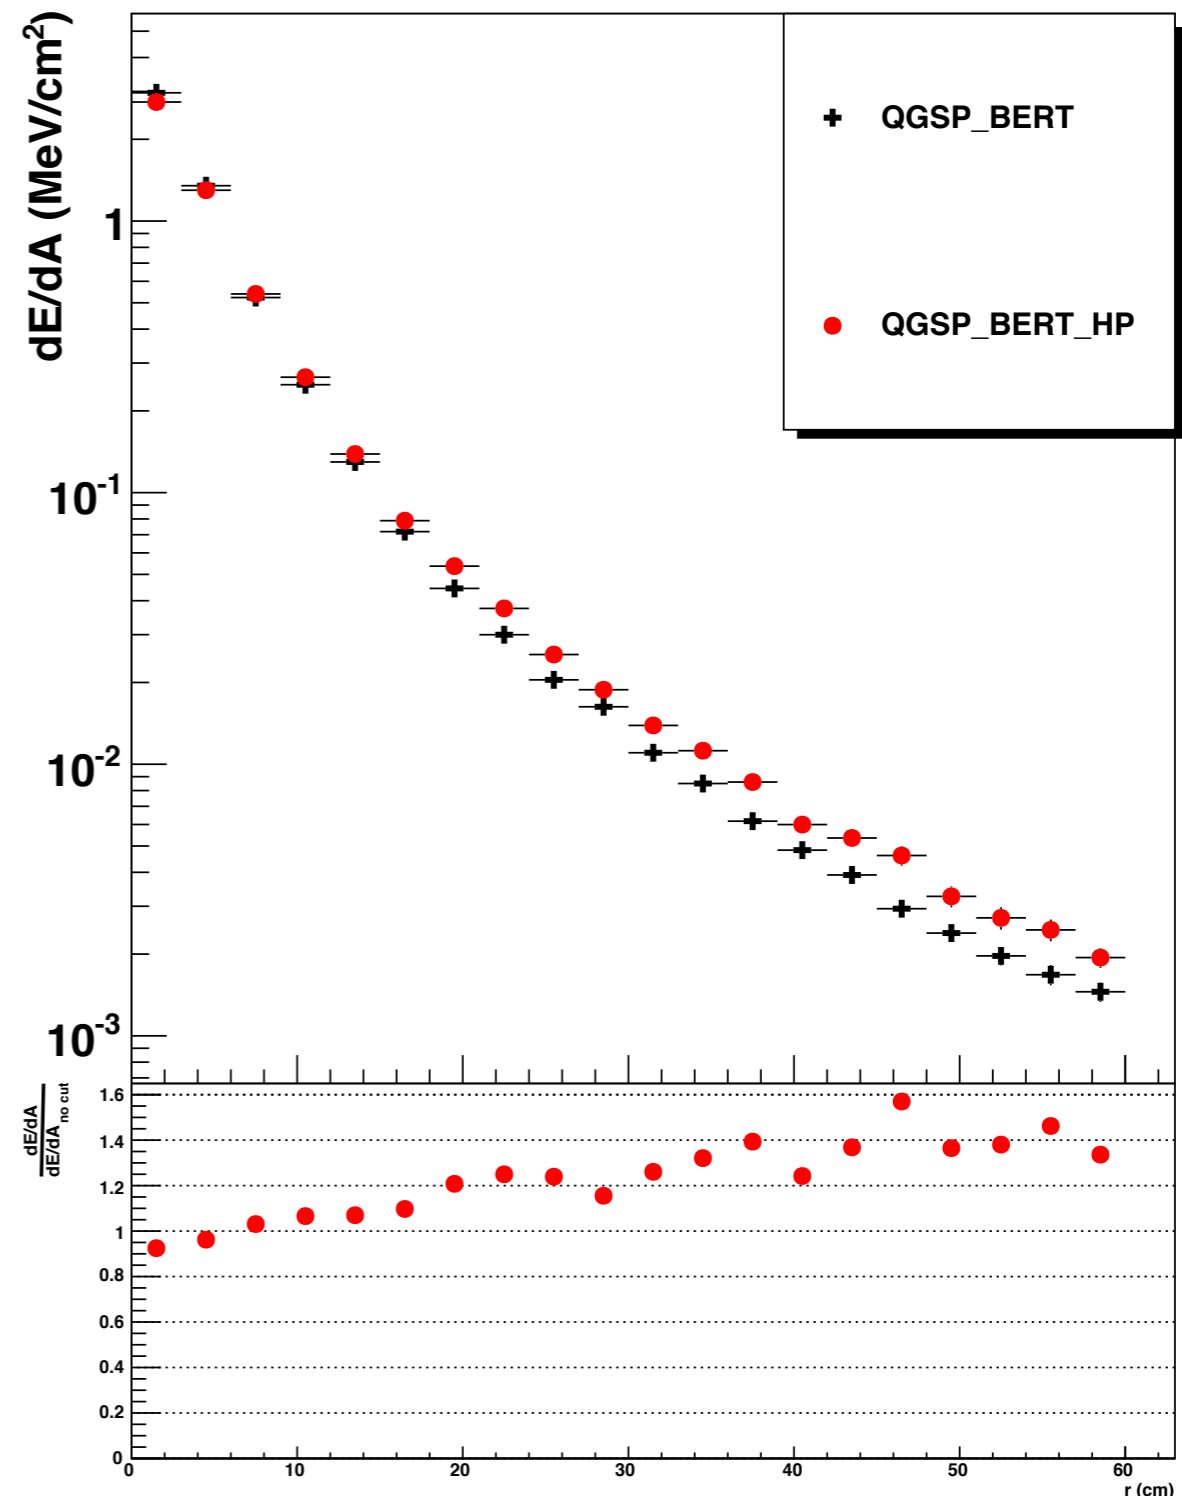 dE/dA (MeV/cm²)
QGSP_BERT
QGSP_BERT_HP
1
10⁻¹
10⁻²
10⁻³
dE/dA
dE/dA no cut
1.6
1.4
1.2
1
0.8
0.6
0.4
0.2
0
0 10 20 30 40 50 60
r (cm)